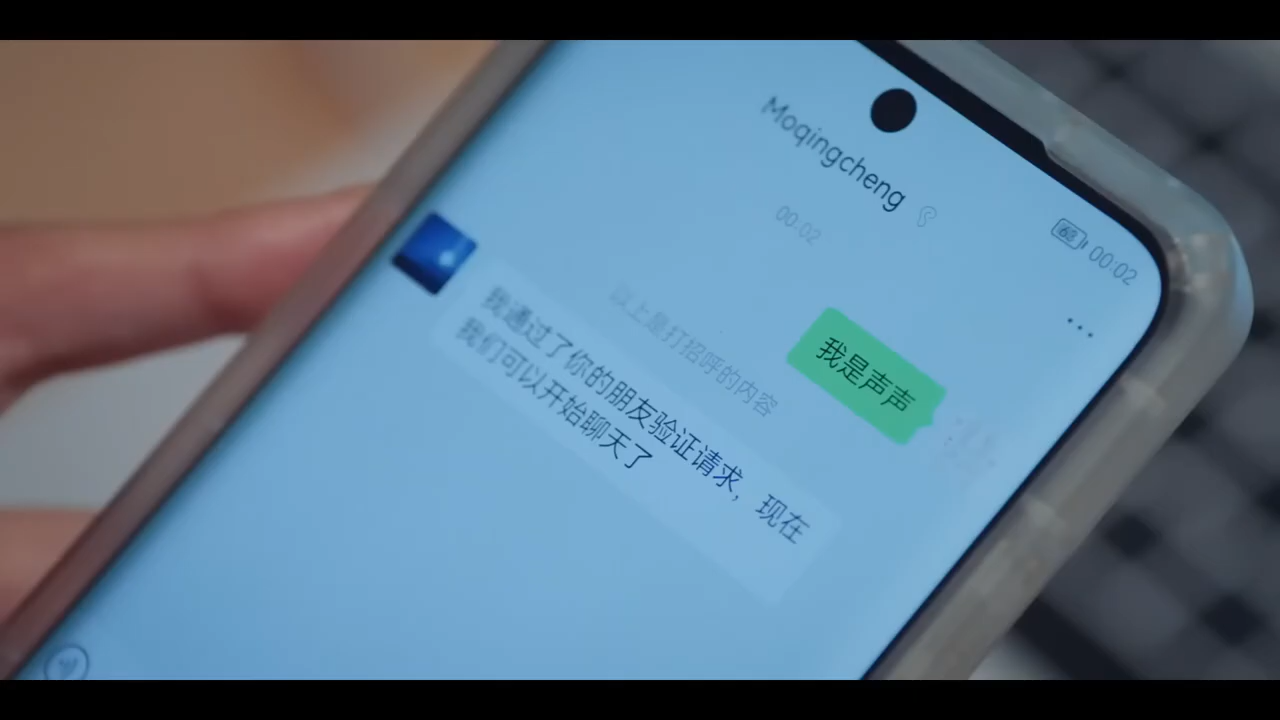 63 00:02
Moqingcheng
00:02
我是声声
以上是打招呼的内容
我通过了你的朋友验证请求，现在
我们可以开始聊天了